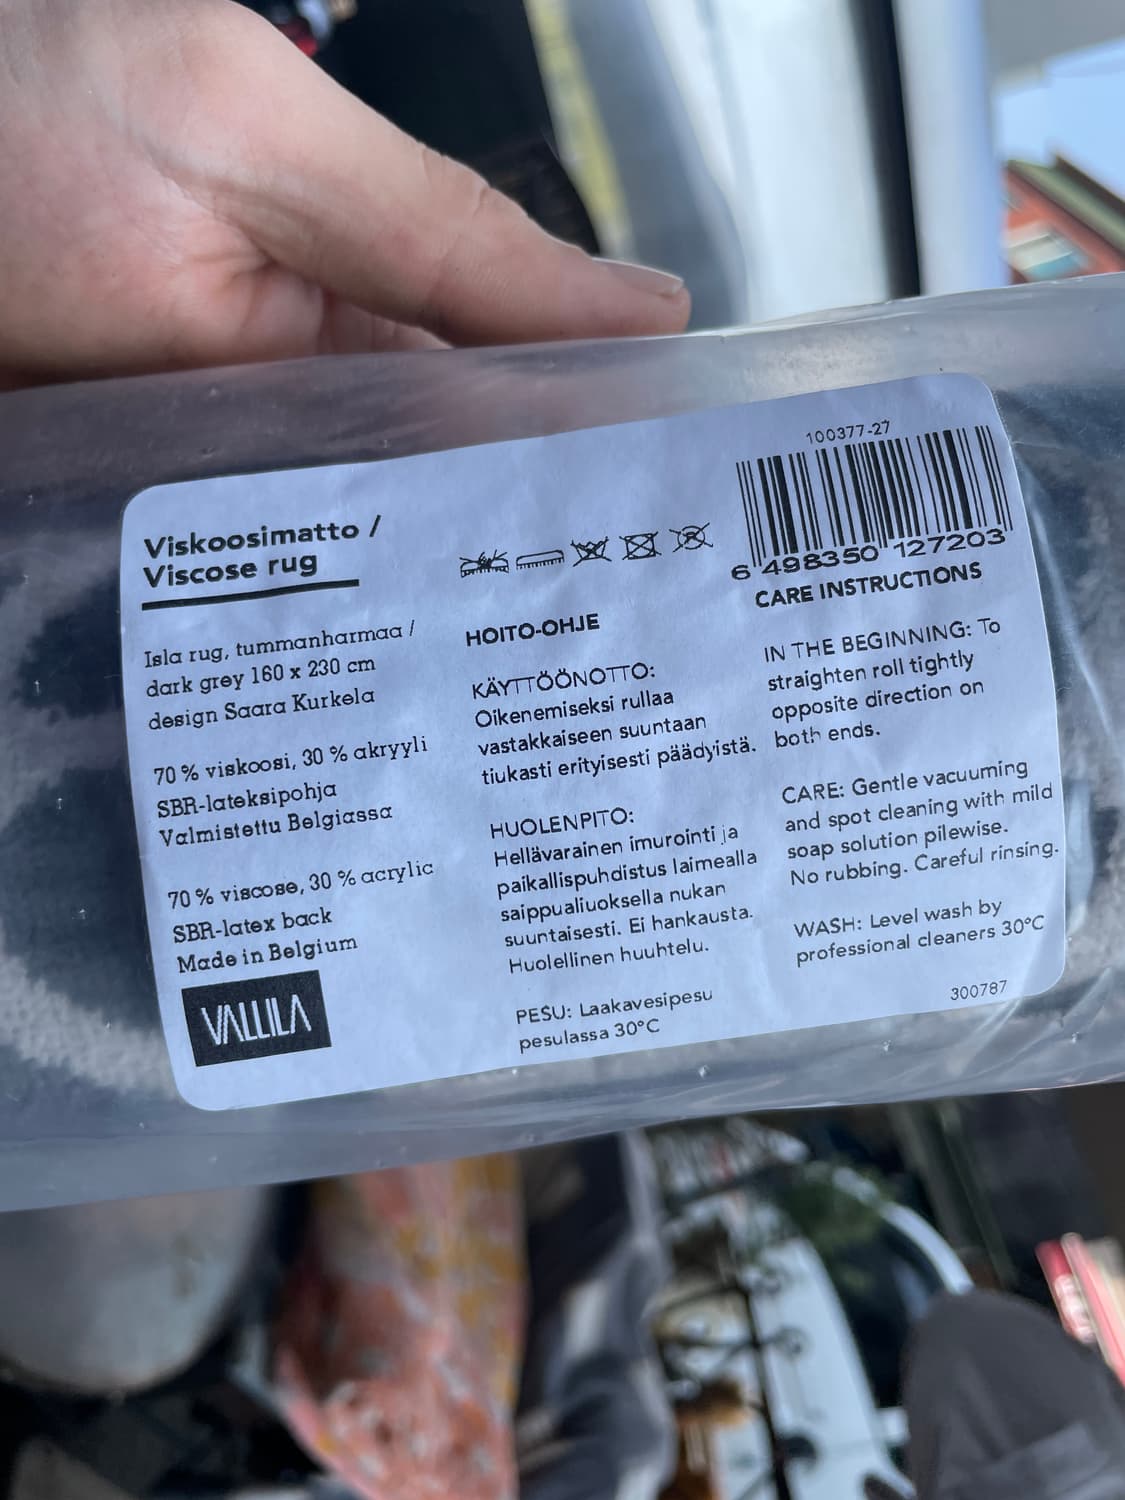 Viskoosimatto /
Viscose rug
Isla rug, tummanharmaa /
dark grey 160 x 230 cm
design Saara Kurkela
70 % viskoosi, 30 % akryyli
SBR-lateksipohja
Valmistettu Belgiassa
70 % viscose, 30 % acrylic
SBR-latex back
Made in Belgium
VALLILA
HOITO-OHJE
KÄYTTÖÖNOTTO:
Oikenemiseksi rullaa
vastakkaiseen suuntaan
tiukasti erityisesti päädyistä.
HUOLENPITO:
Hellävarainen imurointi ja
paikallispuhdistus laimealla
saippualiuoksella nukan
suuntaisesti. Ei hankausta.
Huolellinen huuhtelu.
PESU: Laakavesipesu
pesulassa 30°C
100377-27
6 498350 127203
CARE INSTRUCTIONS
IN THE BEGINNING: To
straighten roll tightly
opposite direction on
both ends.
CARE: Gentle vacuuming
and spot cleaning with mild
soap solution pilewise.
No rubbing. Careful rinsing.
WASH: Level wash by
professional cleaners 30°C
300787